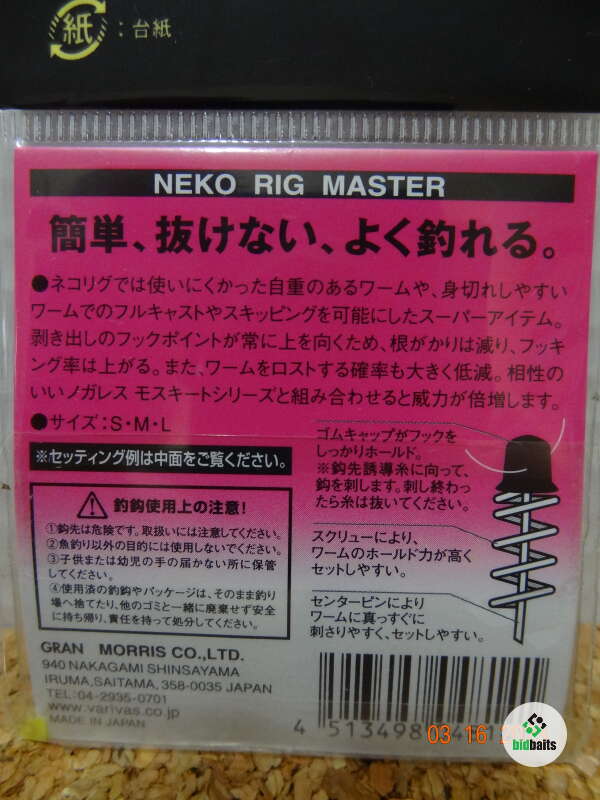 紙:台紙
NEKO RIG MASTER
簡単、抜けない、よく釣れる。
●ネコリグでは使いにくかった自重のあるワームや、身切れしやすい
ワームでのフルキャストやスキッピングを可能にしたスーパーアイテム。
剥き出しのフックポイントが常に上を向くため、根がかりは減り、フッキ
ング率は上がる。また、ワームをロストする確率も大きく低減。相性の
いいノガレス モスキートシリーズと組み合わせると威力が倍増します。
●サイズ:S・M・L
※セッティング例は中面をご覧ください。
釣鈎使用上の注意!
①鈎先は危険です。取扱いには注意してください。
②魚釣り以外の目的には使用しないでください。
③子供または幼児の手の届かない所に保管
してください。
④使用済の釣鈎やパッケージは、そのまま釣り
場へ捨てたり、他のゴミと一緒に廃棄せず安全
に持ち帰り、責任を持って処分してください。
ゴムキャップがフックを
しっかりホールド。
※鈎先誘導糸に向って、
鈎を刺します。刺し終わっ
たら糸は抜いてください。
スクリューにより、
ワームのホールド力が高く
セットしやすい。
センターピンにより
ワームに真っすぐに
刺さりやすく、セットしやすい。
GRAN MORRIS CO.,LTD.
940 NAKAGAMI SHINSAYAMA
IRUMA,SAITAMA, 358-0035 JAPAN
TEL:04-2935-0701
www.varivas.co.jp
MADE IN JAPAN
4 513498
03 16
bidbaits